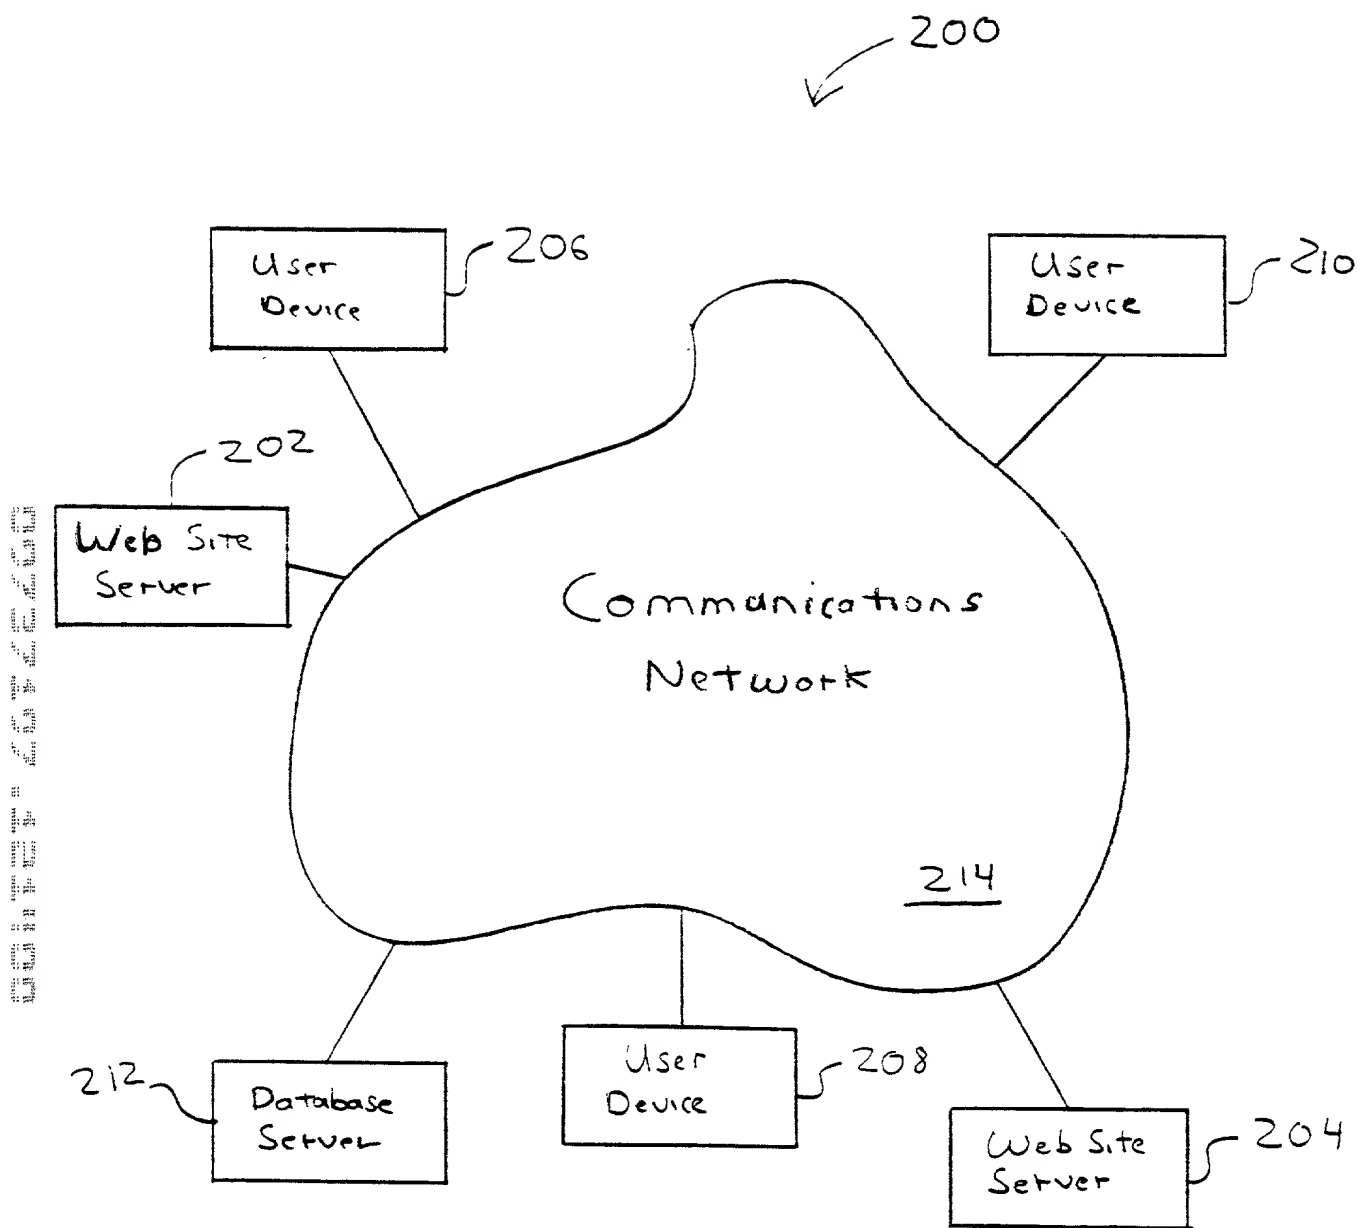 200
User
Device
206
User
Device
210
202
Web Site
Server
Communications
Network
214
212
Database
Server
User
Device
208
Web Site
Server
204